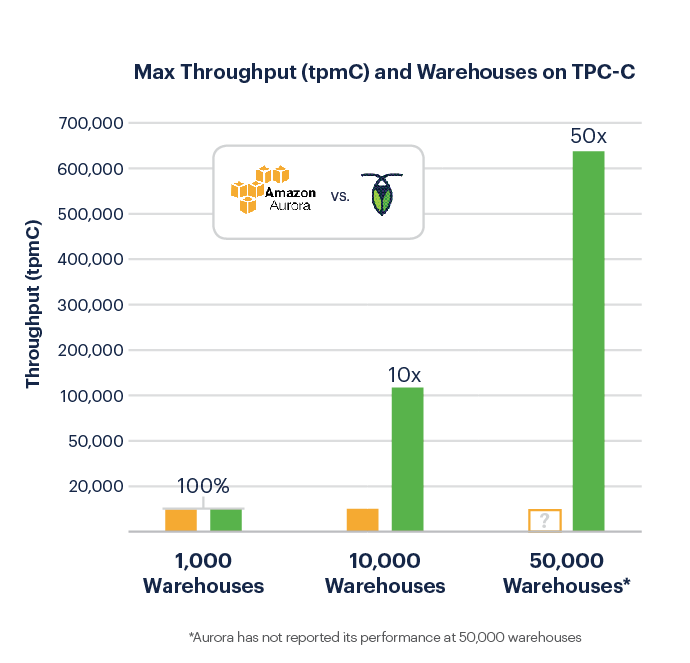 Max Throughput (tpmC) and Warehouses on TPC-C
Throughput (tpmC)
700,000
600,000
500,000
400,000
300,000
200,000
100,000
50,000
20,000
Amazon
Aurora
vs.
100%
10x
50x
?
1,000
Warehouses
10,000
Warehouses
50,000
Warehouses*
*Aurora has not reported its performance at 50,000 warehouses